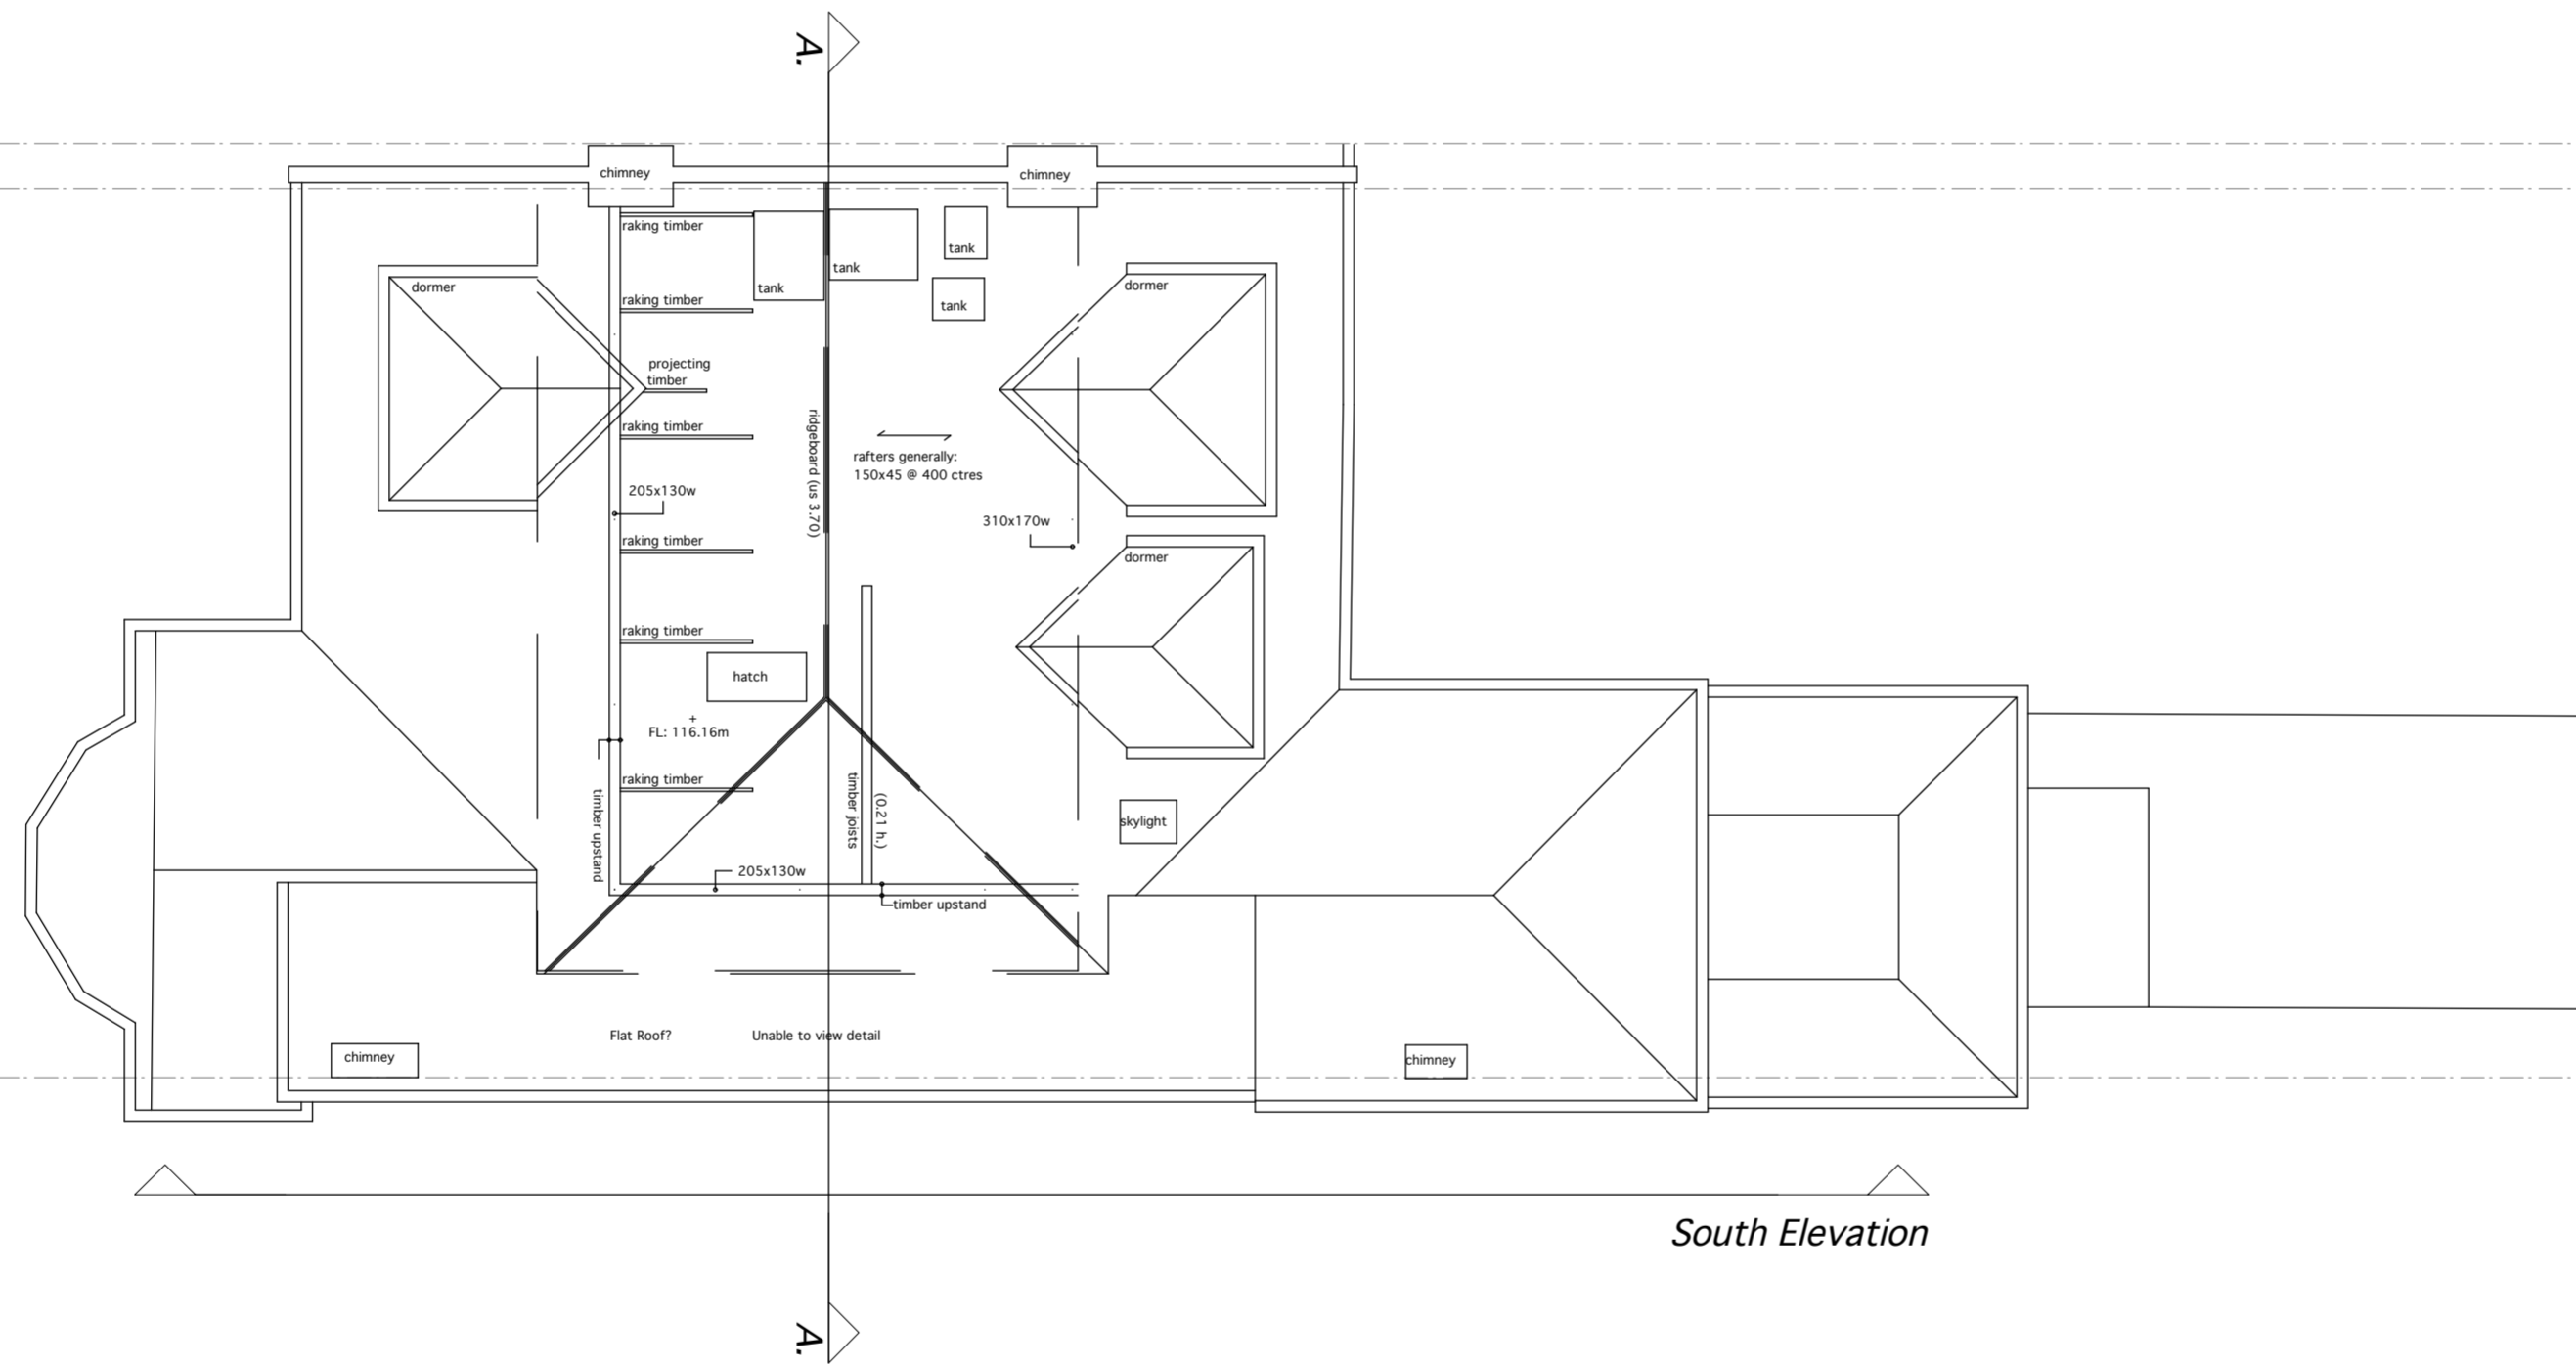 A.
chimney
chimney
raking timber
tank
tank
tank
tank
dormer
dormer
raking timber
projecting
timber
raking timber
ridgeboard (us 3.70)
rafters generally:
150x45 @ 400 ctres
205x130w
310x170w
raking timber
dormer
raking timber
hatch
FL: 116.16m
raking timber
timber upstand
timber joists
(0.21 h.)
skylight
205x130w
timber upstand
Flat Roof?
Unable to view detail
chimney
chimney
South Elevation
A.